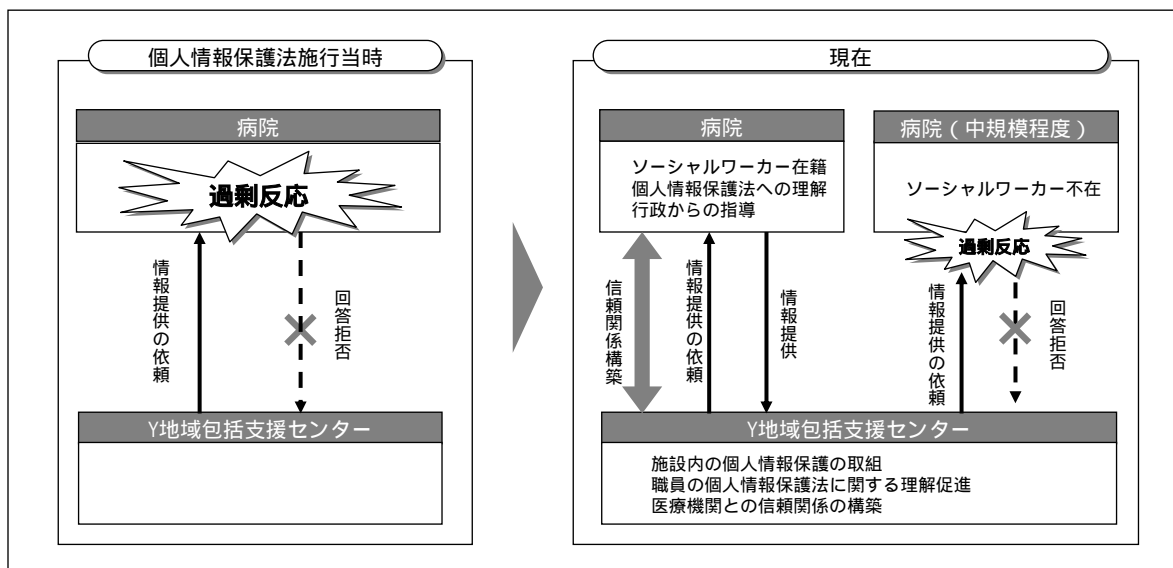 個人情報保護法施行当時
病院
過剰反応
情報提供の依頼
回答拒否
Y地域包括支援センター
現在
病院
ソーシャルワーカー在籍
個人情報保護法への理解
行政からの指導
病院(中規模程度)
ソーシャルワーカー不在
過剰反応
信頼関係構築
情報提供の依頼
情報提供
情報提供の依頼
回答拒否
Y地域包括支援センター
施設内の個人情報保護の取組
職員の個人情報保護法に関する理解促進
医療機関との信頼関係の構築